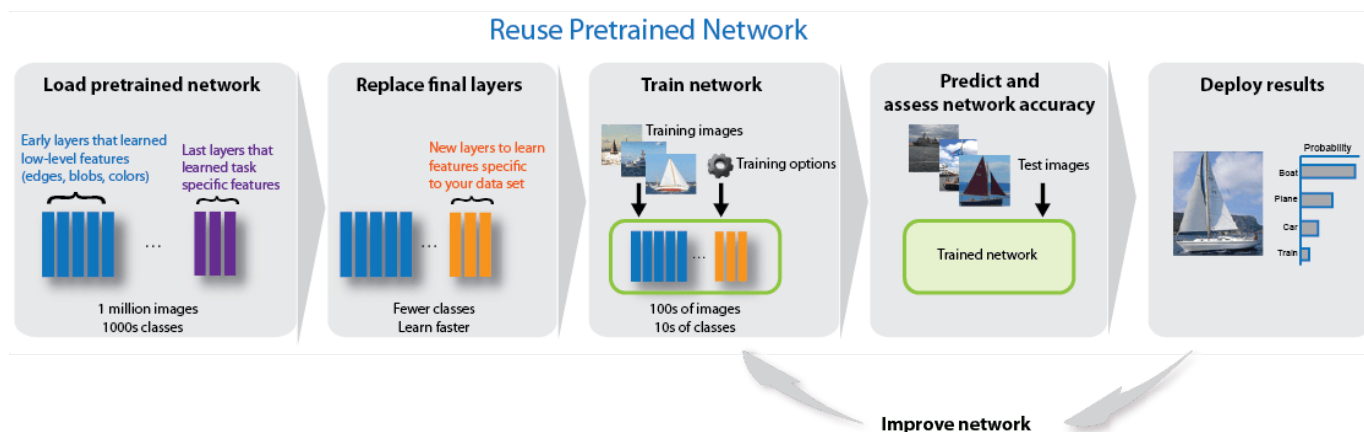 Reuse Pretrained Network
Load pretrained network
Early layers that learned
low-level features
(edges, blobs, colors)
Last layers that
learned task
specific features
...
1 million images
1000s classes
Replace final layers
New layers to learn
features specific
to your data set
...
Fewer classes
Learn faster
Train network
Training images
Training options
...
100s of images
10s of classes
Predict and
assess network accuracy
Test images
Trained network
Deploy results
Probability
Boat
Plane
Car
Train
Improve network